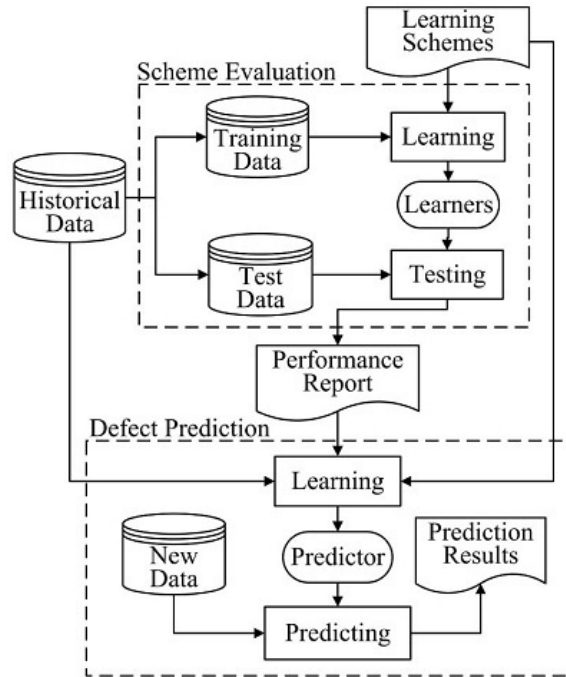 Learning
Schemes
Scheme Evaluation
Training
Data
Learning
Historical
Data
Learners
Test
Data
Testing
Performance
Report
Defect Prediction
Learning
New
Data
Predictor
Prediction
Results
Predicting